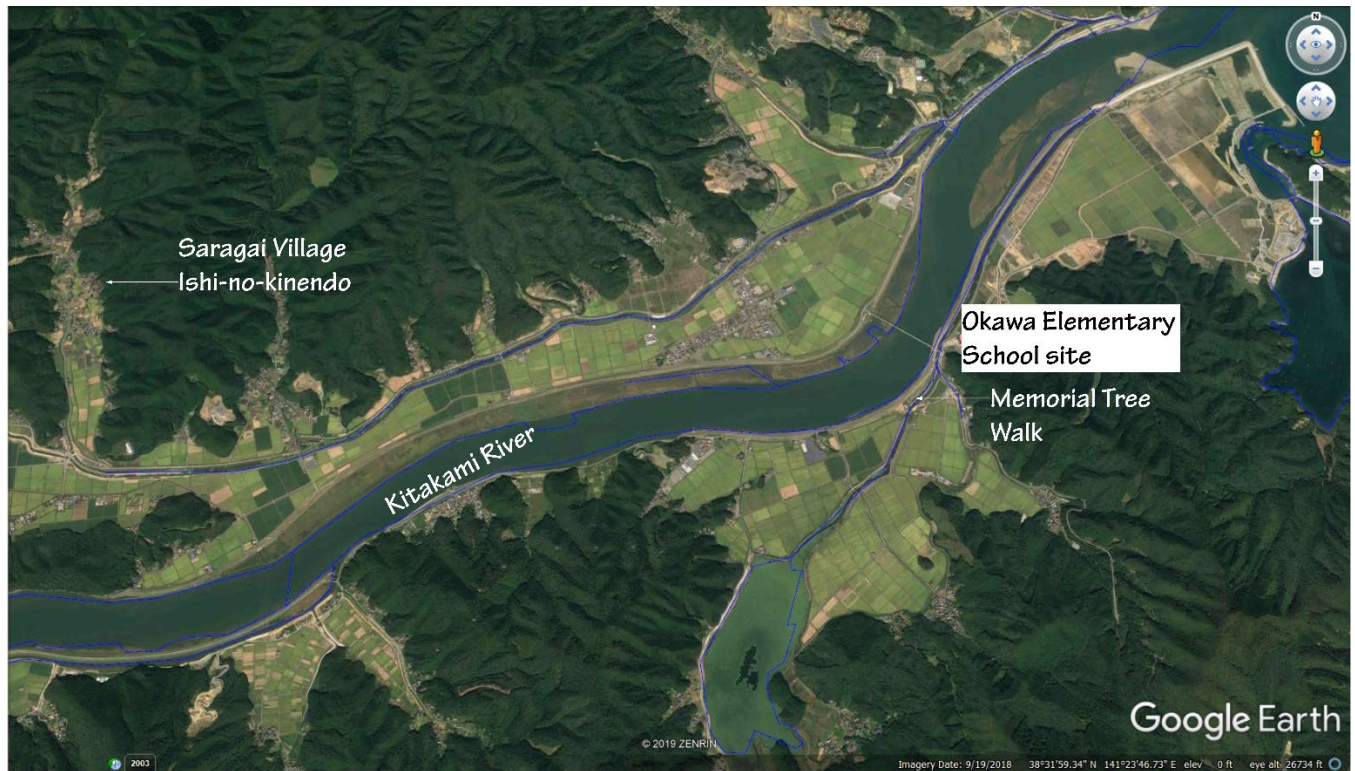 N
Saragai Village
Ishi-no-kinendo
Okawa Elementary
School site
Memorial Tree
Walk
Kitakami River
Google Earth
© 2019 ZENRIN
2003
Imagery Date: 9/19/2018 38°31'59.34" N 141°23'46.73" E elev 0 ft eye alt 26734 ft